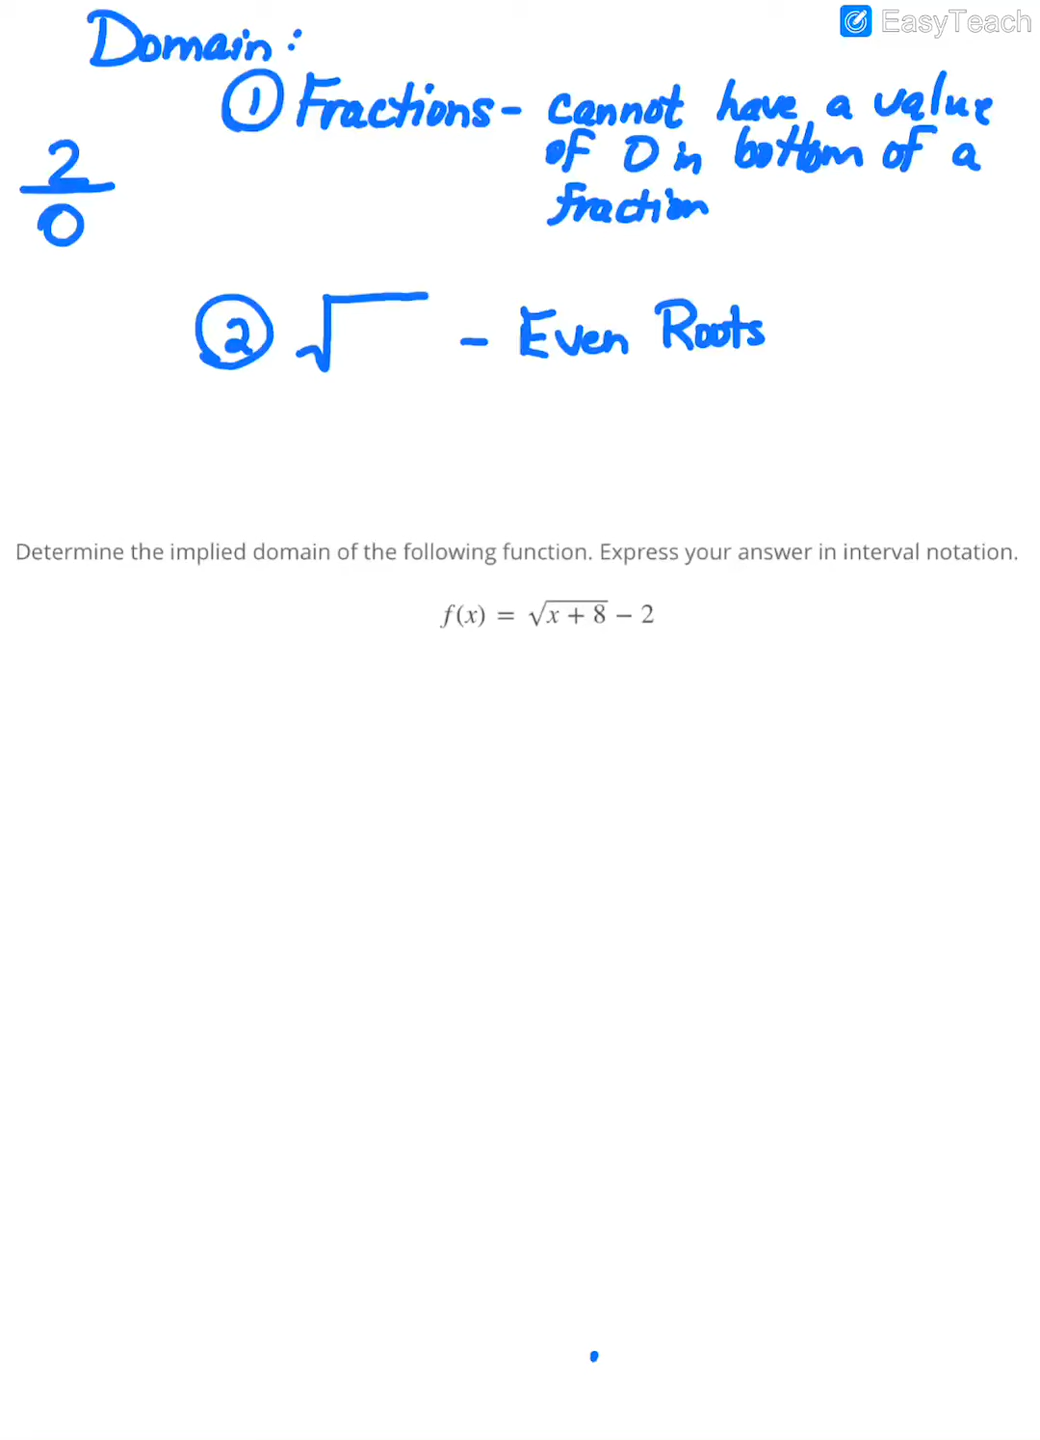 EasyTeach
Domain:
① Fractions - cannot have a value
of 0 in bottom of a
fraction
2
0
② √ - Even Roots
Determine the implied domain of the following function. Express your answer in interval notation.
f(x) = √x + 8 − 2